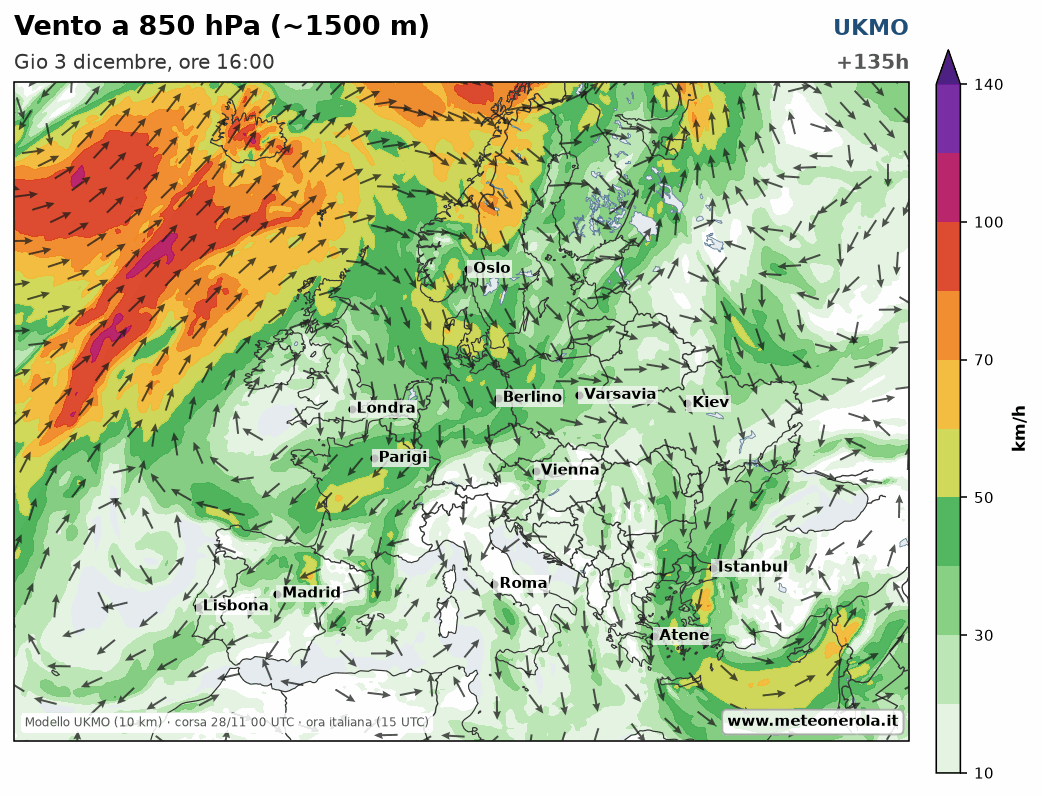 Vento a 850 hPa (~1500 m)
UKMO
Gio 3 dicembre, ore 16:00
+135h
140
100
70
50
30
10
km/h
Oslo
Londra
Berlino
Varsavia
Kiev
Parigi
Vienna
Istanbul
Roma
Madrid
Lisbona
Atene
Modello UKMO (10 km) · corsa 28/11 00 UTC · ora italiana (15 UTC)
www.meteonerola.it